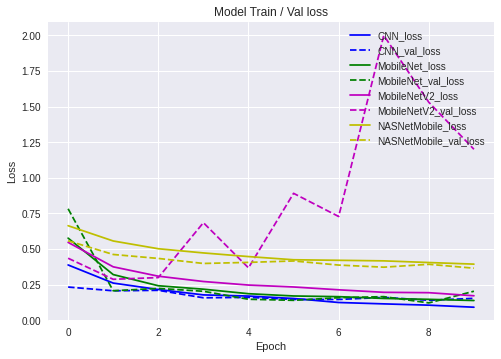 Model Train / Val loss
2.00
1.75
1.50
1.25
1.00
0.75
0.50
0.25
0.00
Loss
CNN_loss
CNN_val_loss
MobileNet_loss
MobileNet_val_loss
MobileNetV2_loss
MobileNetV2_val_loss
NASNetMobile_loss
NASNetMobile_val_loss
0 2 4 6 8
Epoch